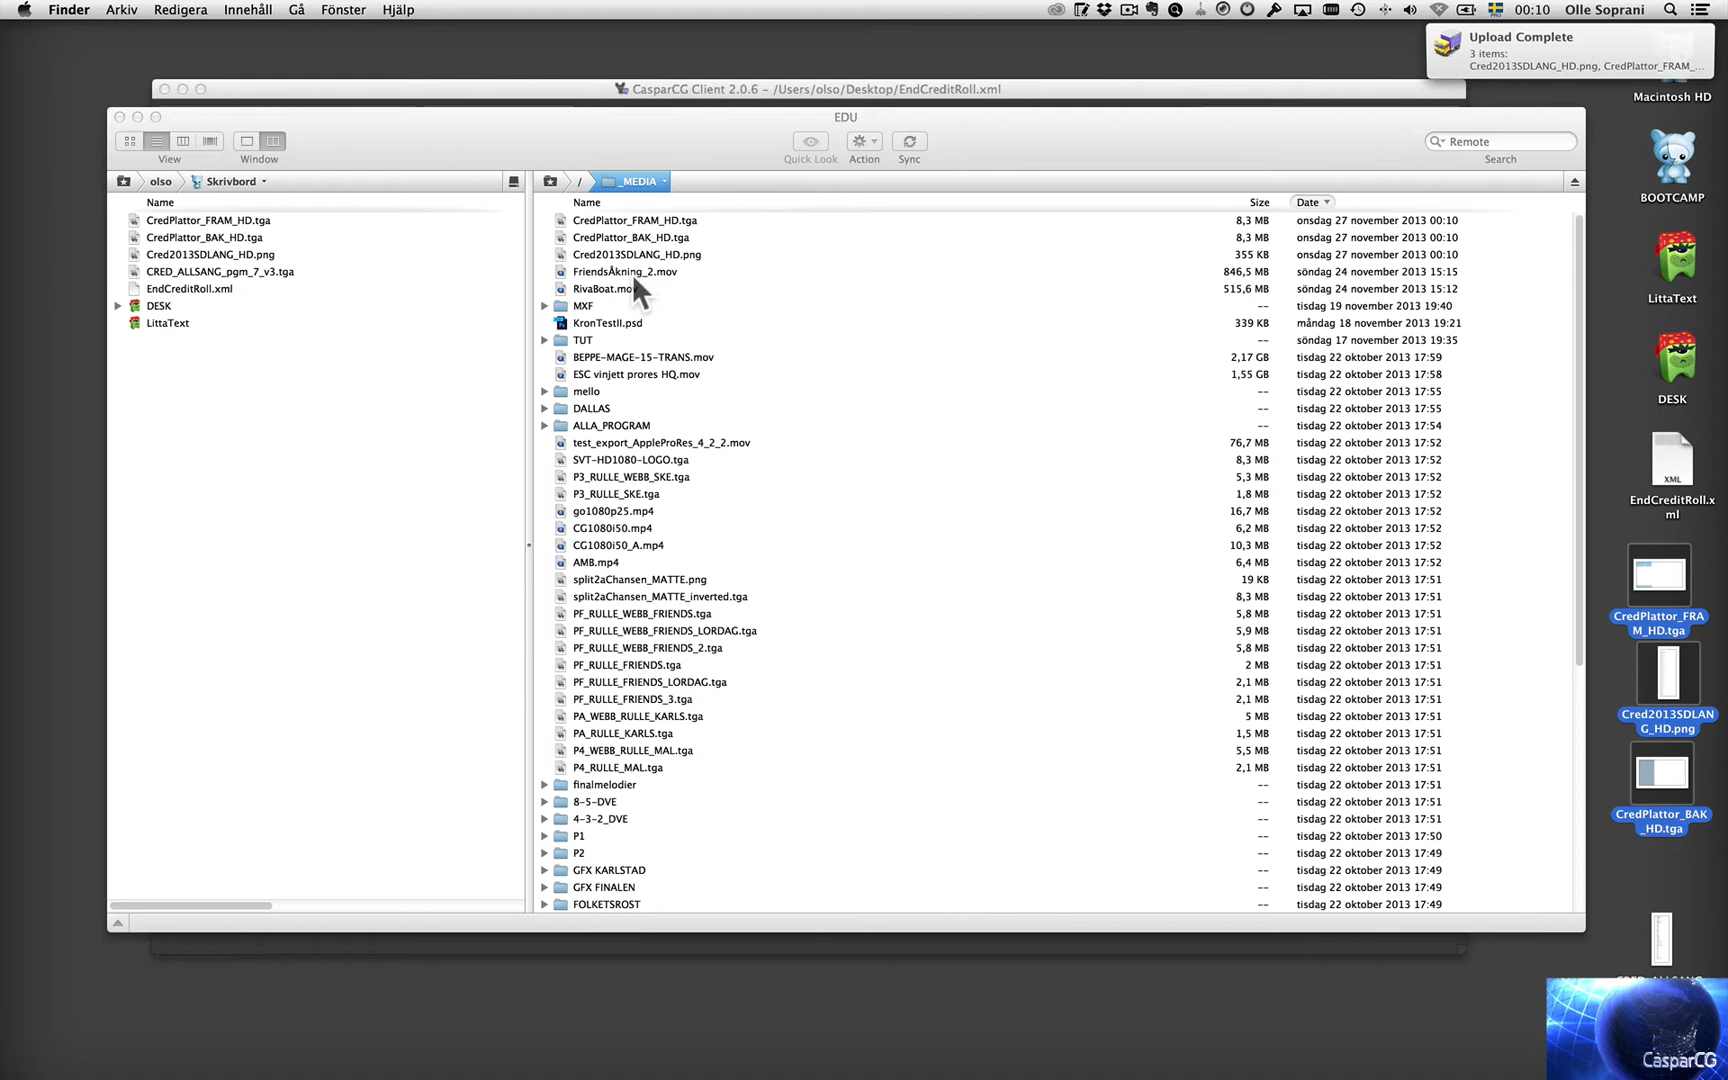 Finder Arkiv Redigera Innehåll Gå Fönster Hjälp 00:10 Olle Soprani
Upload Complete
3 items:
Cred2013SDLANG_HD.png, CredPlattor_FRAM_...
Macintosh HD
CasparCG Client 2.0.6 – /Users/olso/Desktop/EndCreditRoll.xml
EDU
View Window Quick Look Action Sync Remote Search
olso Skrivbord / _MEDIA
Name Name Size Date
CredPlattor_FRAM_HD.tga
CredPlattor_BAK_HD.tga
Cred2013SDLANG_HD.png
CRED_ALLSANG_pgm_7_v3.tga
EndCreditRoll.xml
DESK
LittaText
CredPlattor_FRAM_HD.tga 8,3 MB onsdag 27 november 2013 00:10
CredPlattor_BAK_HD.tga 8,3 MB onsdag 27 november 2013 00:10
Cred2013SDLANG_HD.png 355 KB onsdag 27 november 2013 00:10
FriendsÅkning_2.mov 846,5 MB söndag 24 november 2013 15:15
RivaBoat.mov 515,6 MB söndag 24 november 2013 15:12
MXF -- tisdag 19 november 2013 19:40
KronTestII.psd 339 KB måndag 18 november 2013 19:21
TUT -- söndag 17 november 2013 19:35
BEPPE-MAGE-15-TRANS.mov 2,17 GB tisdag 22 oktober 2013 17:59
ESC vinjett prores HQ.mov 1,55 GB tisdag 22 oktober 2013 17:58
mello -- tisdag 22 oktober 2013 17:55
DALLAS -- tisdag 22 oktober 2013 17:55
ALLA_PROGRAM -- tisdag 22 oktober 2013 17:54
test_export_AppleProRes_4_2_2.mov 76,7 MB tisdag 22 oktober 2013 17:52
SVT-HD1080-LOGO.tga 8,3 MB tisdag 22 oktober 2013 17:52
P3_RULLE_WEBB_SKE.tga 5,3 MB tisdag 22 oktober 2013 17:52
P3_RULLE_SKE.tga 1,8 MB tisdag 22 oktober 2013 17:52
go1080p25.mp4 16,7 MB tisdag 22 oktober 2013 17:52
CG1080i50.mp4 6,2 MB tisdag 22 oktober 2013 17:52
CG1080i50_A.mp4 10,3 MB tisdag 22 oktober 2013 17:52
AMB.mp4 6,4 MB tisdag 22 oktober 2013 17:52
split2aChansen_MATTE.png 19 KB tisdag 22 oktober 2013 17:51
split2aChansen_MATTE_inverted.tga 8,3 MB tisdag 22 oktober 2013 17:51
PF_RULLE_WEBB_FRIENDS.tga 5,8 MB tisdag 22 oktober 2013 17:51
PF_RULLE_WEBB_FRIENDS_LORDAG.tga 5,9 MB tisdag 22 oktober 2013 17:51
PF_RULLE_WEBB_FRIENDS_2.tga 5,8 MB tisdag 22 oktober 2013 17:51
PF_RULLE_FRIENDS.tga 2 MB tisdag 22 oktober 2013 17:51
PF_RULLE_FRIENDS_LORDAG.tga 2,1 MB tisdag 22 oktober 2013 17:51
PF_RULLE_FRIENDS_3.tga 2,1 MB tisdag 22 oktober 2013 17:51
PA_WEBB_RULLE_KARLS.tga 5 MB tisdag 22 oktober 2013 17:51
PA_RULLE_KARLS.tga 1,5 MB tisdag 22 oktober 2013 17:51
P4_WEBB_RULLE_MAL.tga 5,5 MB tisdag 22 oktober 2013 17:51
P4_RULLE_MAL.tga 2,1 MB tisdag 22 oktober 2013 17:51
finalmelodier -- tisdag 22 oktober 2013 17:51
8-5-DVE -- tisdag 22 oktober 2013 17:51
4-3-2_DVE -- tisdag 22 oktober 2013 17:51
P1 -- tisdag 22 oktober 2013 17:50
P2 -- tisdag 22 oktober 2013 17:49
GFX KARLSTAD -- tisdag 22 oktober 2013 17:49
GFX FINALEN -- tisdag 22 oktober 2013 17:49
FOLKETSROST -- tisdag 22 oktober 2013 17:49
BOOTCAMP
LittaText
DESK
XML
EndCreditRoll.x
ml
CredPlattor_FRA
M_HD.tga
Cred2013SDLAN
G_HD.png
CredPlattor_BAK
_HD.tga
CasparCG